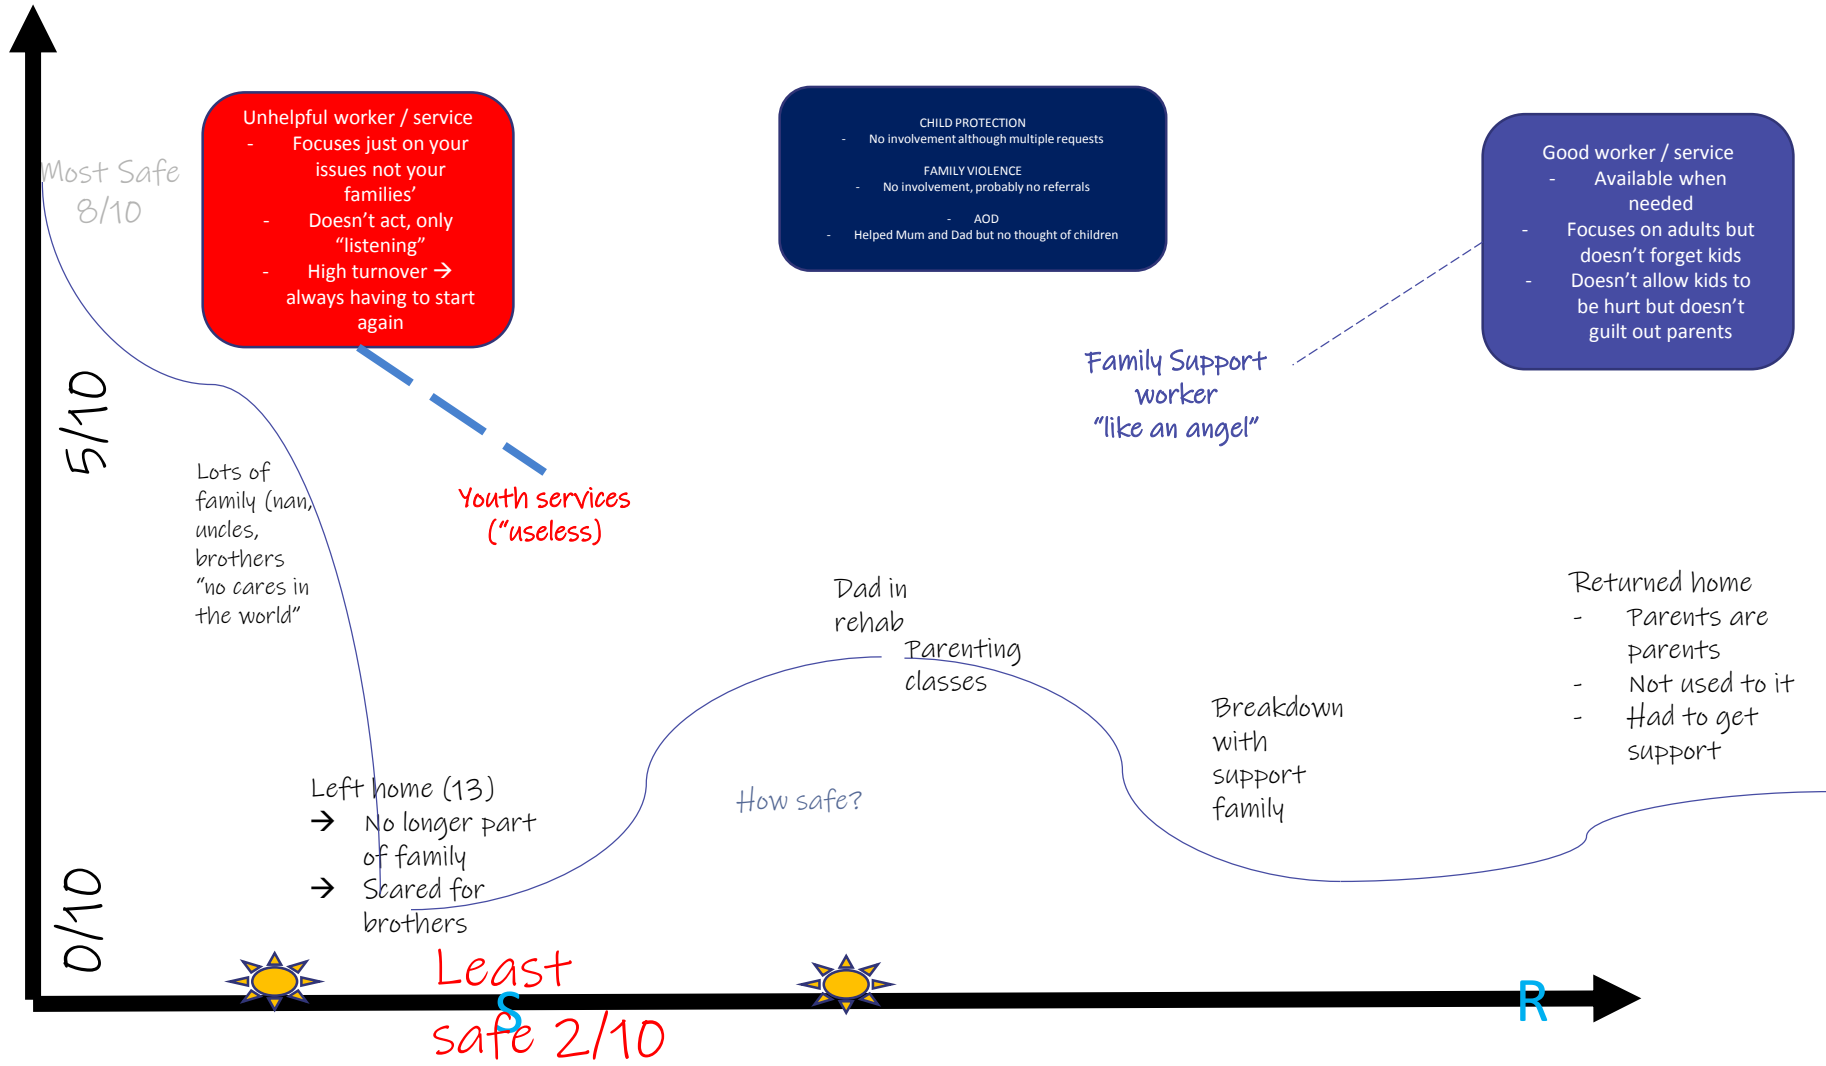 Unhelpful worker / service
- Focuses just on your
issues not your
families’
- Doesn’t act, only
“listening”
- High turnover →
always having to start
again
CHILD PROTECTION
- No involvement although multiple requests
FAMILY VIOLENCE
- No involvement, probably no referrals
- AOD
- Helped Mum and Dad but no thought of children
Good worker / service
- Available when
needed
- Focuses on adults but
doesn’t forget kids
- Doesn’t allow kids to
be hurt but doesn’t
guilt out parents
Most Safe
8/10
5/10
0/10
Family Support
worker
“like an angel”
Lots of
family (nan,
uncles,
brothers
“no cares in
the world”
Youth services
(“useless)
Dad in
rehab
Parenting
classes
Returned home
- Parents are
parents
- Not used to it
- Had to get
support
Breakdown
with
support
family
Left home (13)
→ No longer part
of family
→ Scared for
brothers
How safe?
Least
safe 2/10
S
R